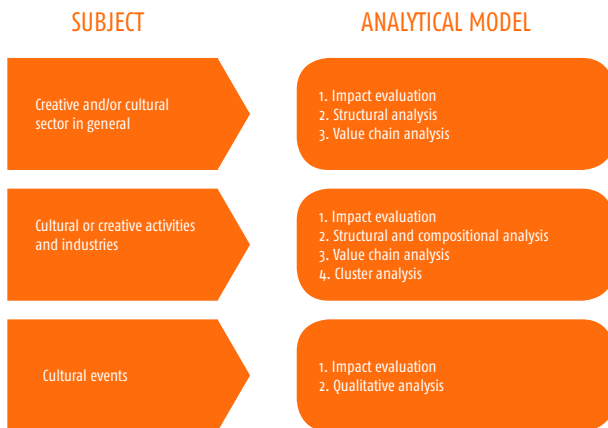 SUBJECT
ANALYTICAL MODEL
Creative and/or cultural
sector in general
1. Impact evaluation
2. Structural analysis
3. Value chain analysis
Cultural or creative activities
and industries
1. Impact evaluation
2. Structural and compositional analysis
3. Value chain analysis
4. Cluster analysis
Cultural events
1. Impact evaluation
2. Qualitative analysis